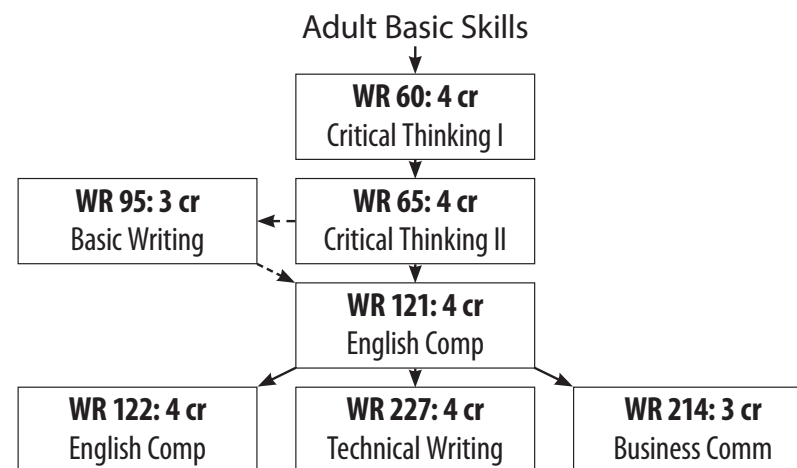 Adult Basic Skills
WR 60: 4 cr
Critical Thinking I
WR 95: 3 cr
Basic Writing
WR 65: 4 cr
Critical Thinking II
WR 121: 4 cr
English Comp
WR 122: 4 cr
English Comp
WR 227: 4 cr
Technical Writing
WR 214: 3 cr
Business Comm